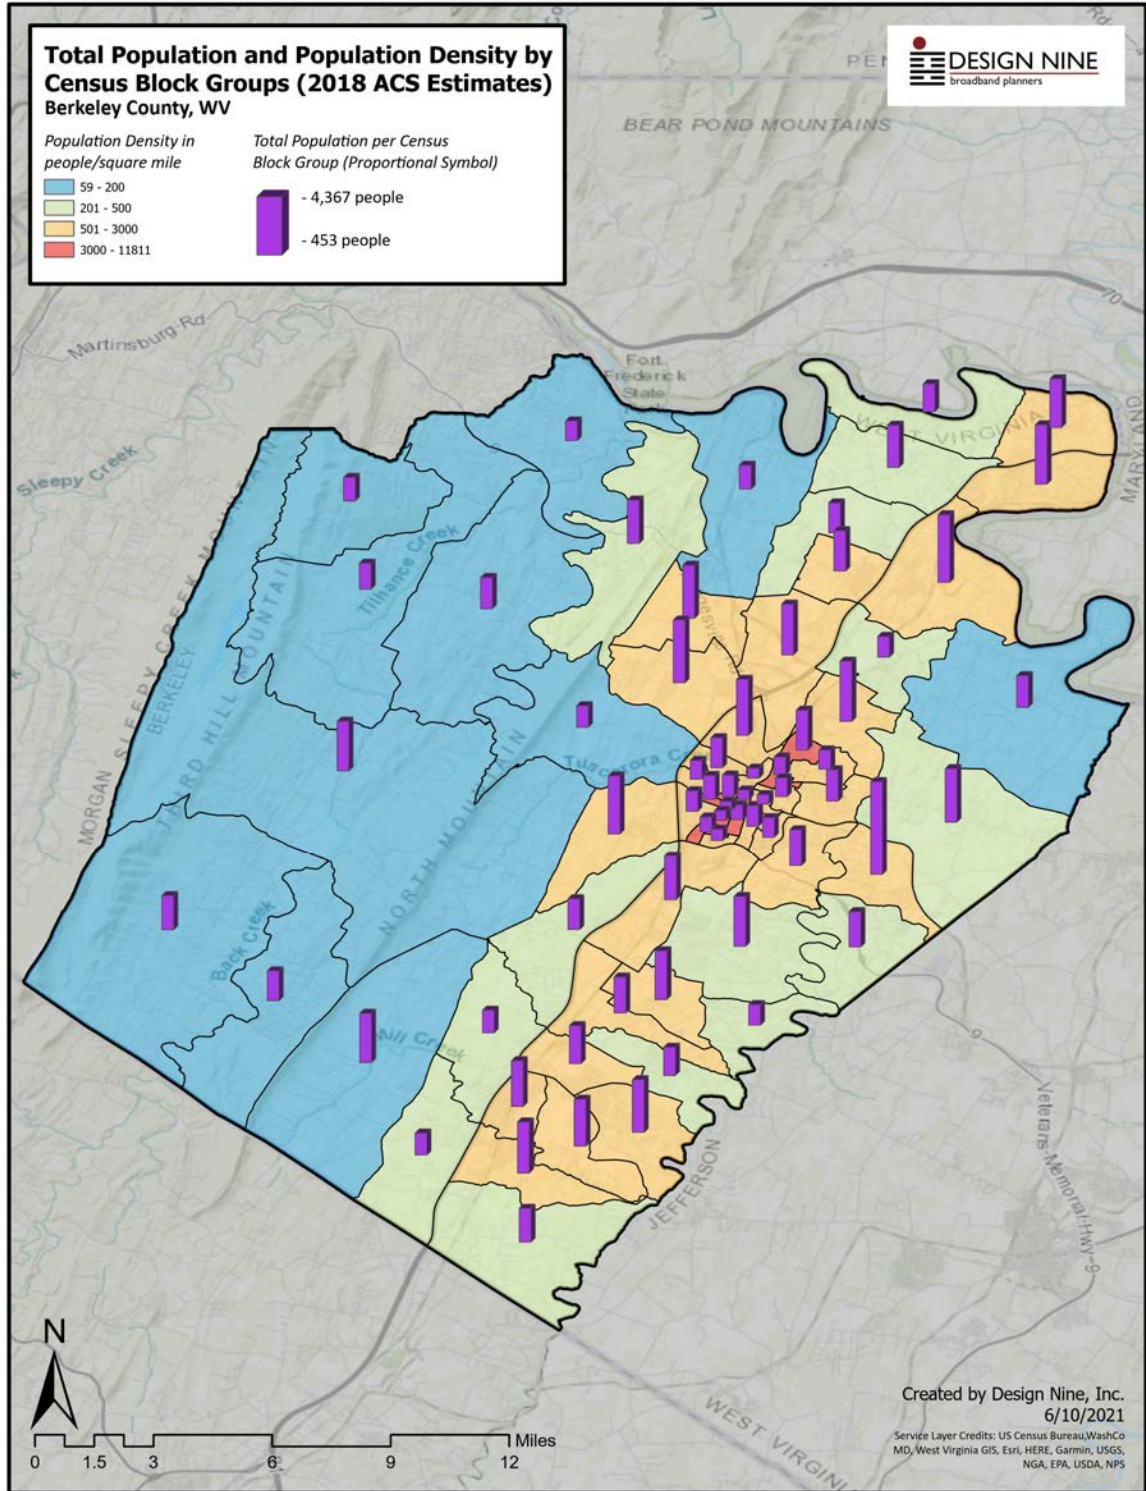 Total Population and Population Density by
Census Block Groups (2018 ACS Estimates)
Berkeley County, WV
Population Density in
people/square mile
59 - 200
201 - 500
501 - 3000
3000 - 11811
Total Population per Census
Block Group (Proportional Symbol)
- 4,367 people
- 453 people
DESIGN NINE
broadband planners
BEAR POND MOUNTAINS
70
Martinsburg-Rd
Fort
Frederick
State
WEST VIRGINIA
MARYLAND
Sleepy Creek
SLEEPY CREEK MOUNTAIN
Tilhance Creek
THIRD HILL MOUNTAIN
MORGAN
BERKELEY
NORTH MOUNTAIN
Tuscarora
Back Creek
Mill Creek
JEFFERSON
9
Veterans-Memorial-Hwy-9
N
Miles
0 1.5 3 6 9 12
WEST VIRGINIA
Created by Design Nine, Inc.
6/10/2021
Service Layer Credits: US Census Bureau,WashCo
MD, West Virginia GIS, Esri, HERE, Garmin, USGS,
NGA, EPA, USDA, NPS